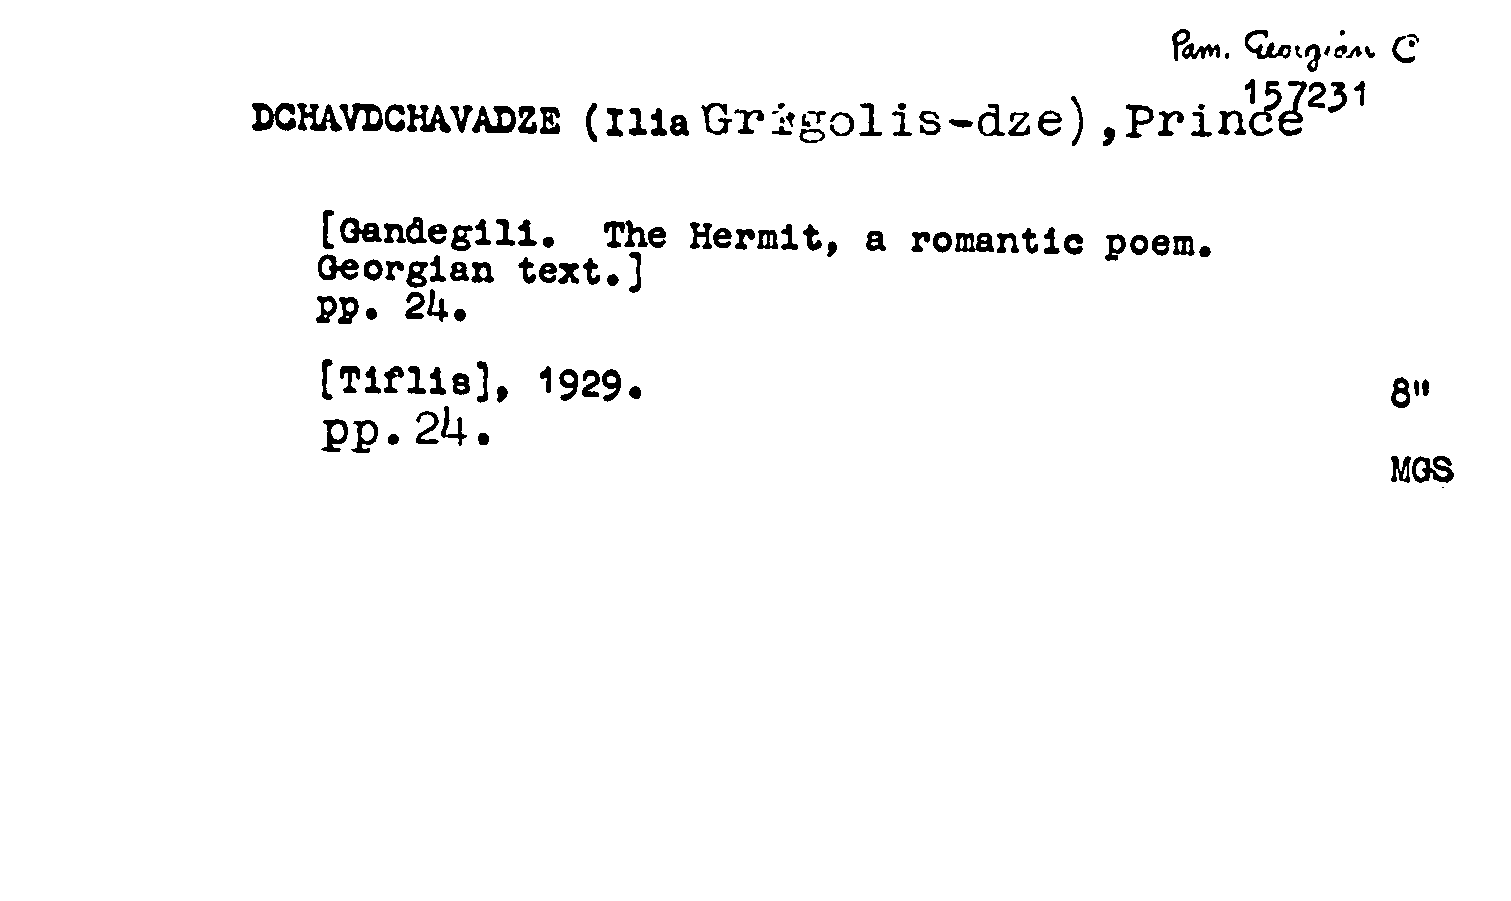 Pam. Georgian C
157231
DCHAVDCHAVADZE (Ilia Grigolis-dze), Prince
[Gandegili. The Hermit, a romantic poem.
Georgian text.]
pp. 24.
[Tiflis], 1929.
8"
pp. 24.
MGS